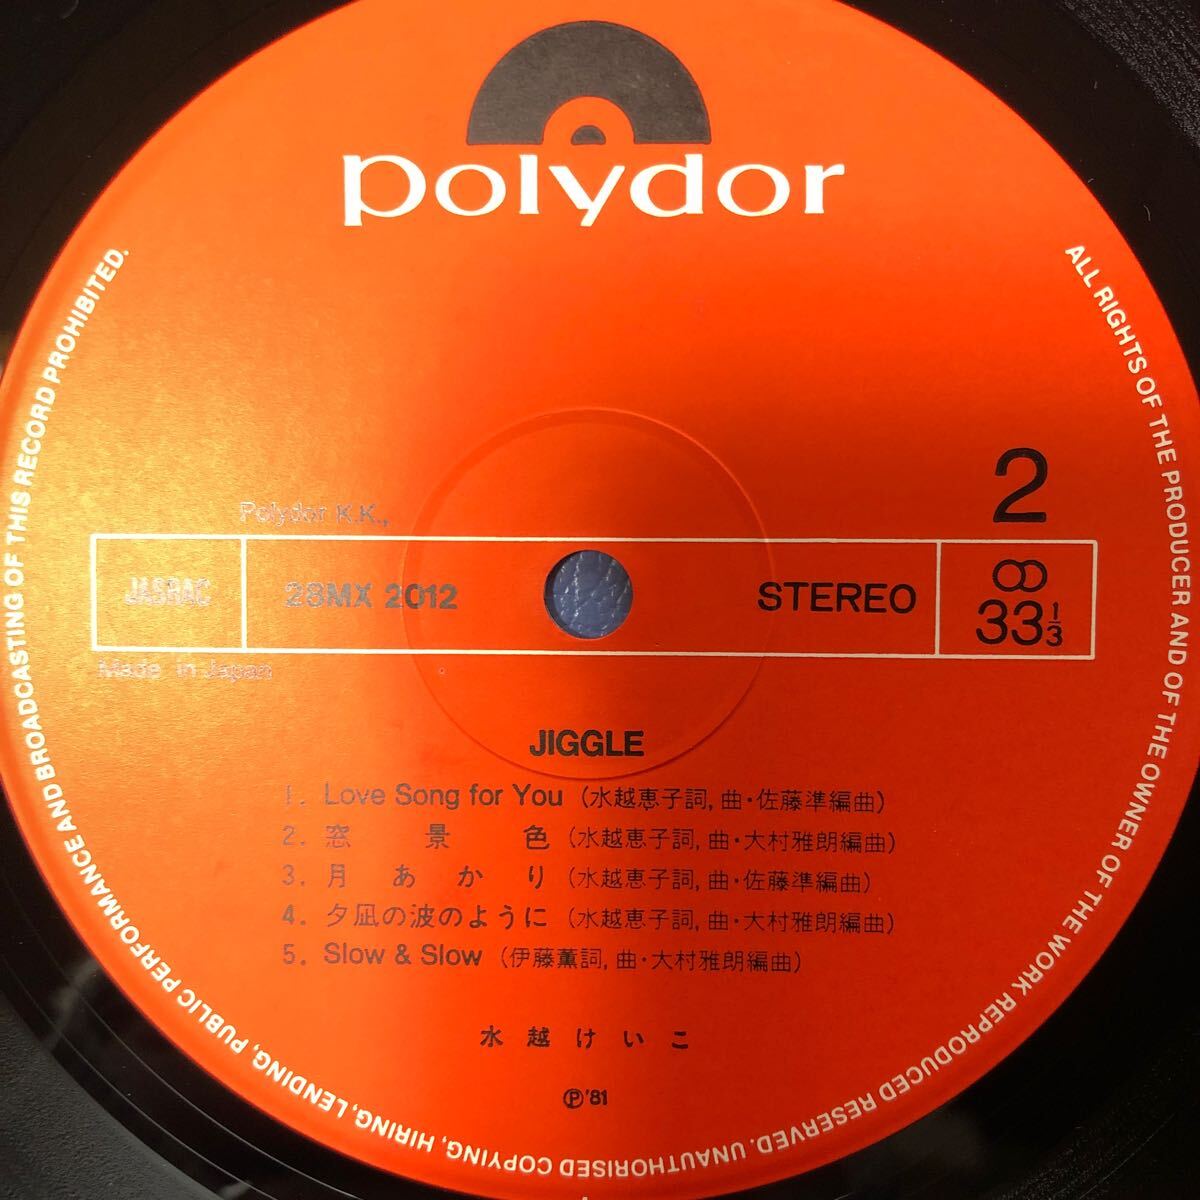 polydor
ALL RIGHTS OF THE PRODUCER AND OF THE OWNER OF THE WORK REPRODUCED RESERVED. UNAUTHORISED COPYING, HIRING, LENDING, PUBLIC PERFORMANCE AND BROADCASTING OF THIS RECORD PROHIBITED.
2
Polydor K.K.,
JASRAC
28MX 2012
STEREO
33 1/3
Made in Japan
JIGGLE
1. Love Song for You (水越恵子詞, 曲・佐藤準編曲)
2. 窓景色 (水越恵子詞, 曲・大村雅朗編曲)
3. 月あかり (水越恵子詞, 曲・佐藤準編曲)
4. 夕凪の波のように (水越恵子詞, 曲・大村雅朗編曲)
5. Slow & Slow (伊藤薫詞, 曲・大村雅朗編曲)
水越けいこ
℗'81